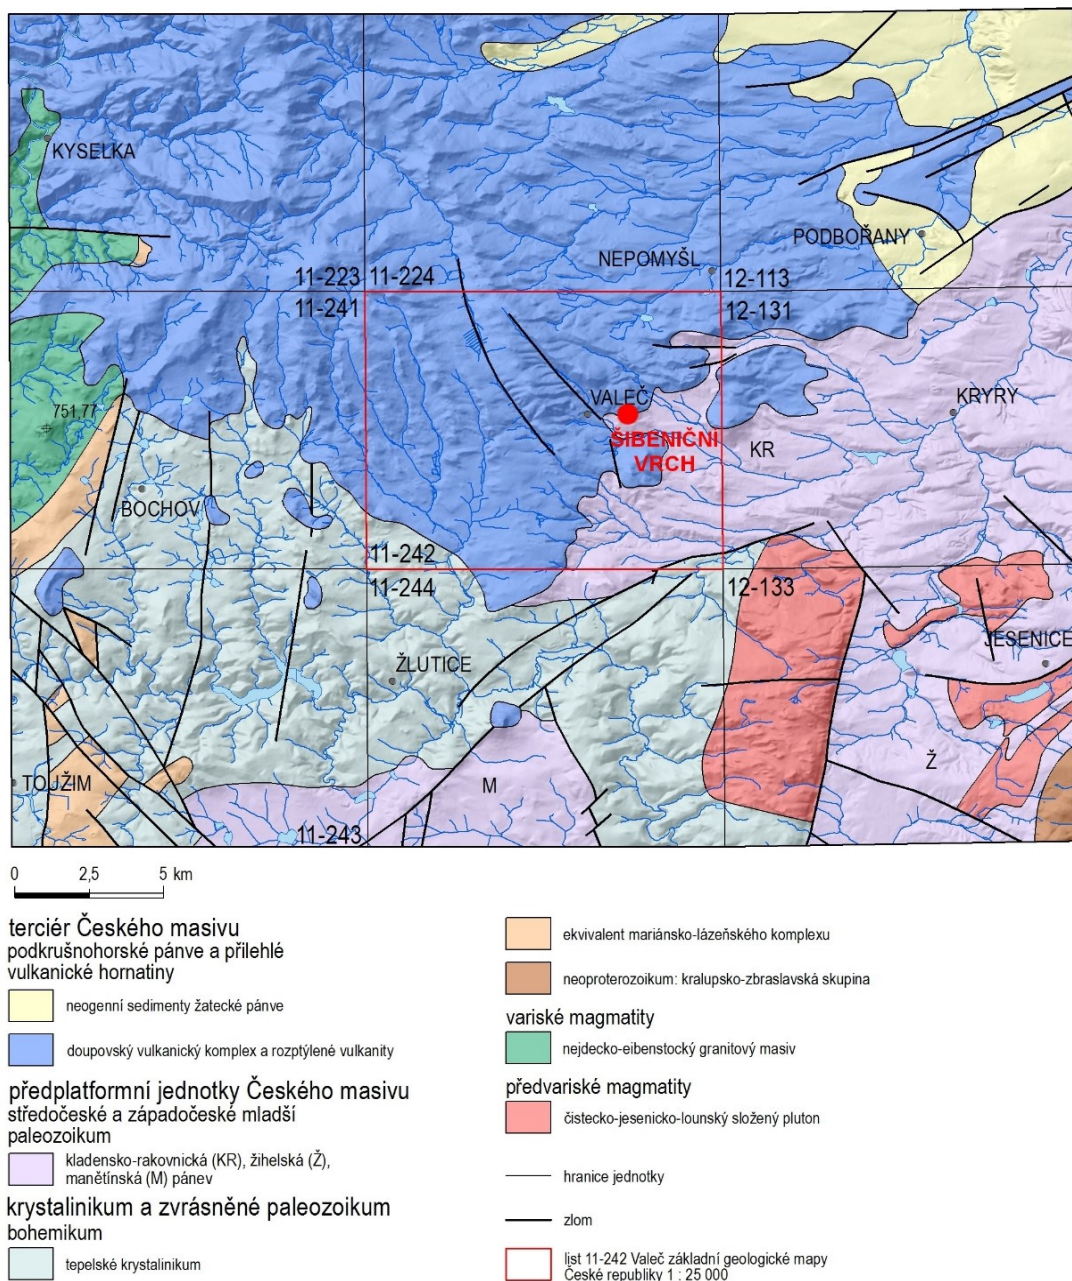 KYSELKA
PODBOŘANY
NEPOMYŠL
11-223 11-224
12-113
11-241
12-131
751,77
VALEČ
KRYRY
ŠIBENIČNÍ
VRCH
KR
BOCHOV
11-242
11-244
12-133
JESENICE
ŽLUTICE
Ž
TOJŽIM
M
11-243
0 2,5 5 km
terciér Českého masivu
podkrušnohorské pánve a přilehlé
vulkanické hornatiny
neogenní sedimenty žatecké pánve
doupovský vulkanický komplex a rozptýlené vulkanity
předplatformní jednotky Českého masivu
středočeské a západočeské mladší
paleozoikum
kladensko-rakovnická (KR), žihelská (Ž),
manětínská (M) pánev
krystalinikum a zvrásněné paleozoikum
bohemikum
tepelské krystalinikum
ekvivalent mariánsko-lázeňského komplexu
neoproterozoikum: kralupsko-zbraslavská skupina
variské magmatity
nejdecko-eibenstocký granitový masiv
předvariské magmatity
čistecko-jesenicko-lounský složený pluton
hranice jednotky
zlom
list 11-242 Valeč základní geologické mapy
České republiky 1 : 25 000